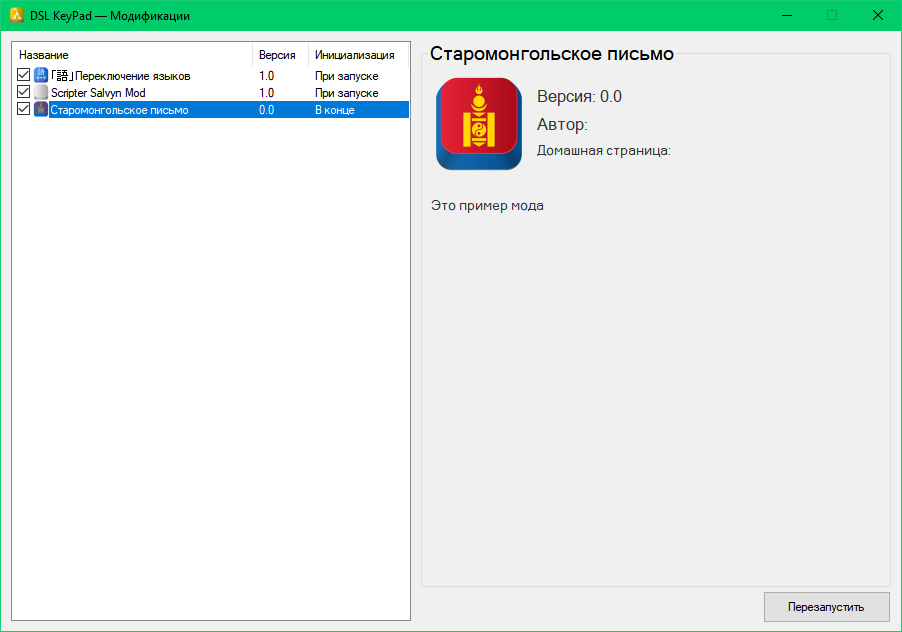 DSL KeyPad — Модификации
Название Версия Инициализация
「語」Переключение языков 1.0 При запуске
Scripter Salvyn Mod 1.0 При запуске
Старомонгольское письмо 0.0 В конце
Старомонгольское письмо
Версия: 0.0
Автор:
Домашная страница:
Это пример мода
Перезапустить